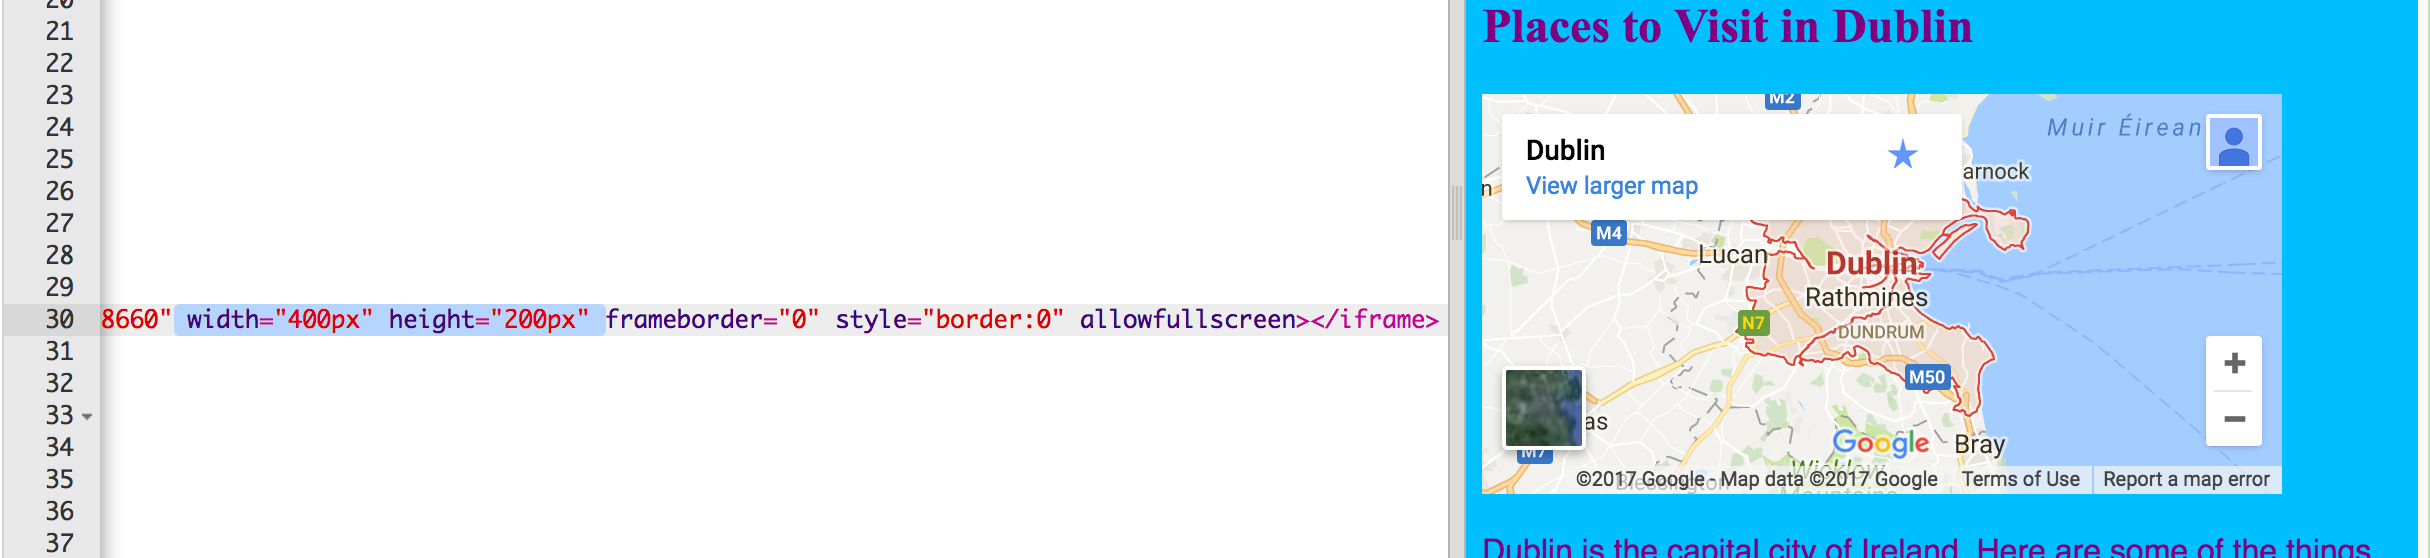 20
21
22
23
24
25
26
27
28
29
30 8660" width="400px" height="200px" frameborder="0" style="border:0" allowfullscreen></iframe>
31
32
33
34
35
36
37
Places to Visit in Dublin
M2
Muir Éirean
Dublin
View larger map
arnock
n
M4
Lucan
Dublin
Rathmines
N7
DUNDRUM
M50
+
as
−
Google
Bray
M7
Wicklow
©2017 Google - Map data ©2017 Google Terms of Use Report a map error
Blessington
Mountains
Dublin is the capital city of Ireland. Here are some of the things